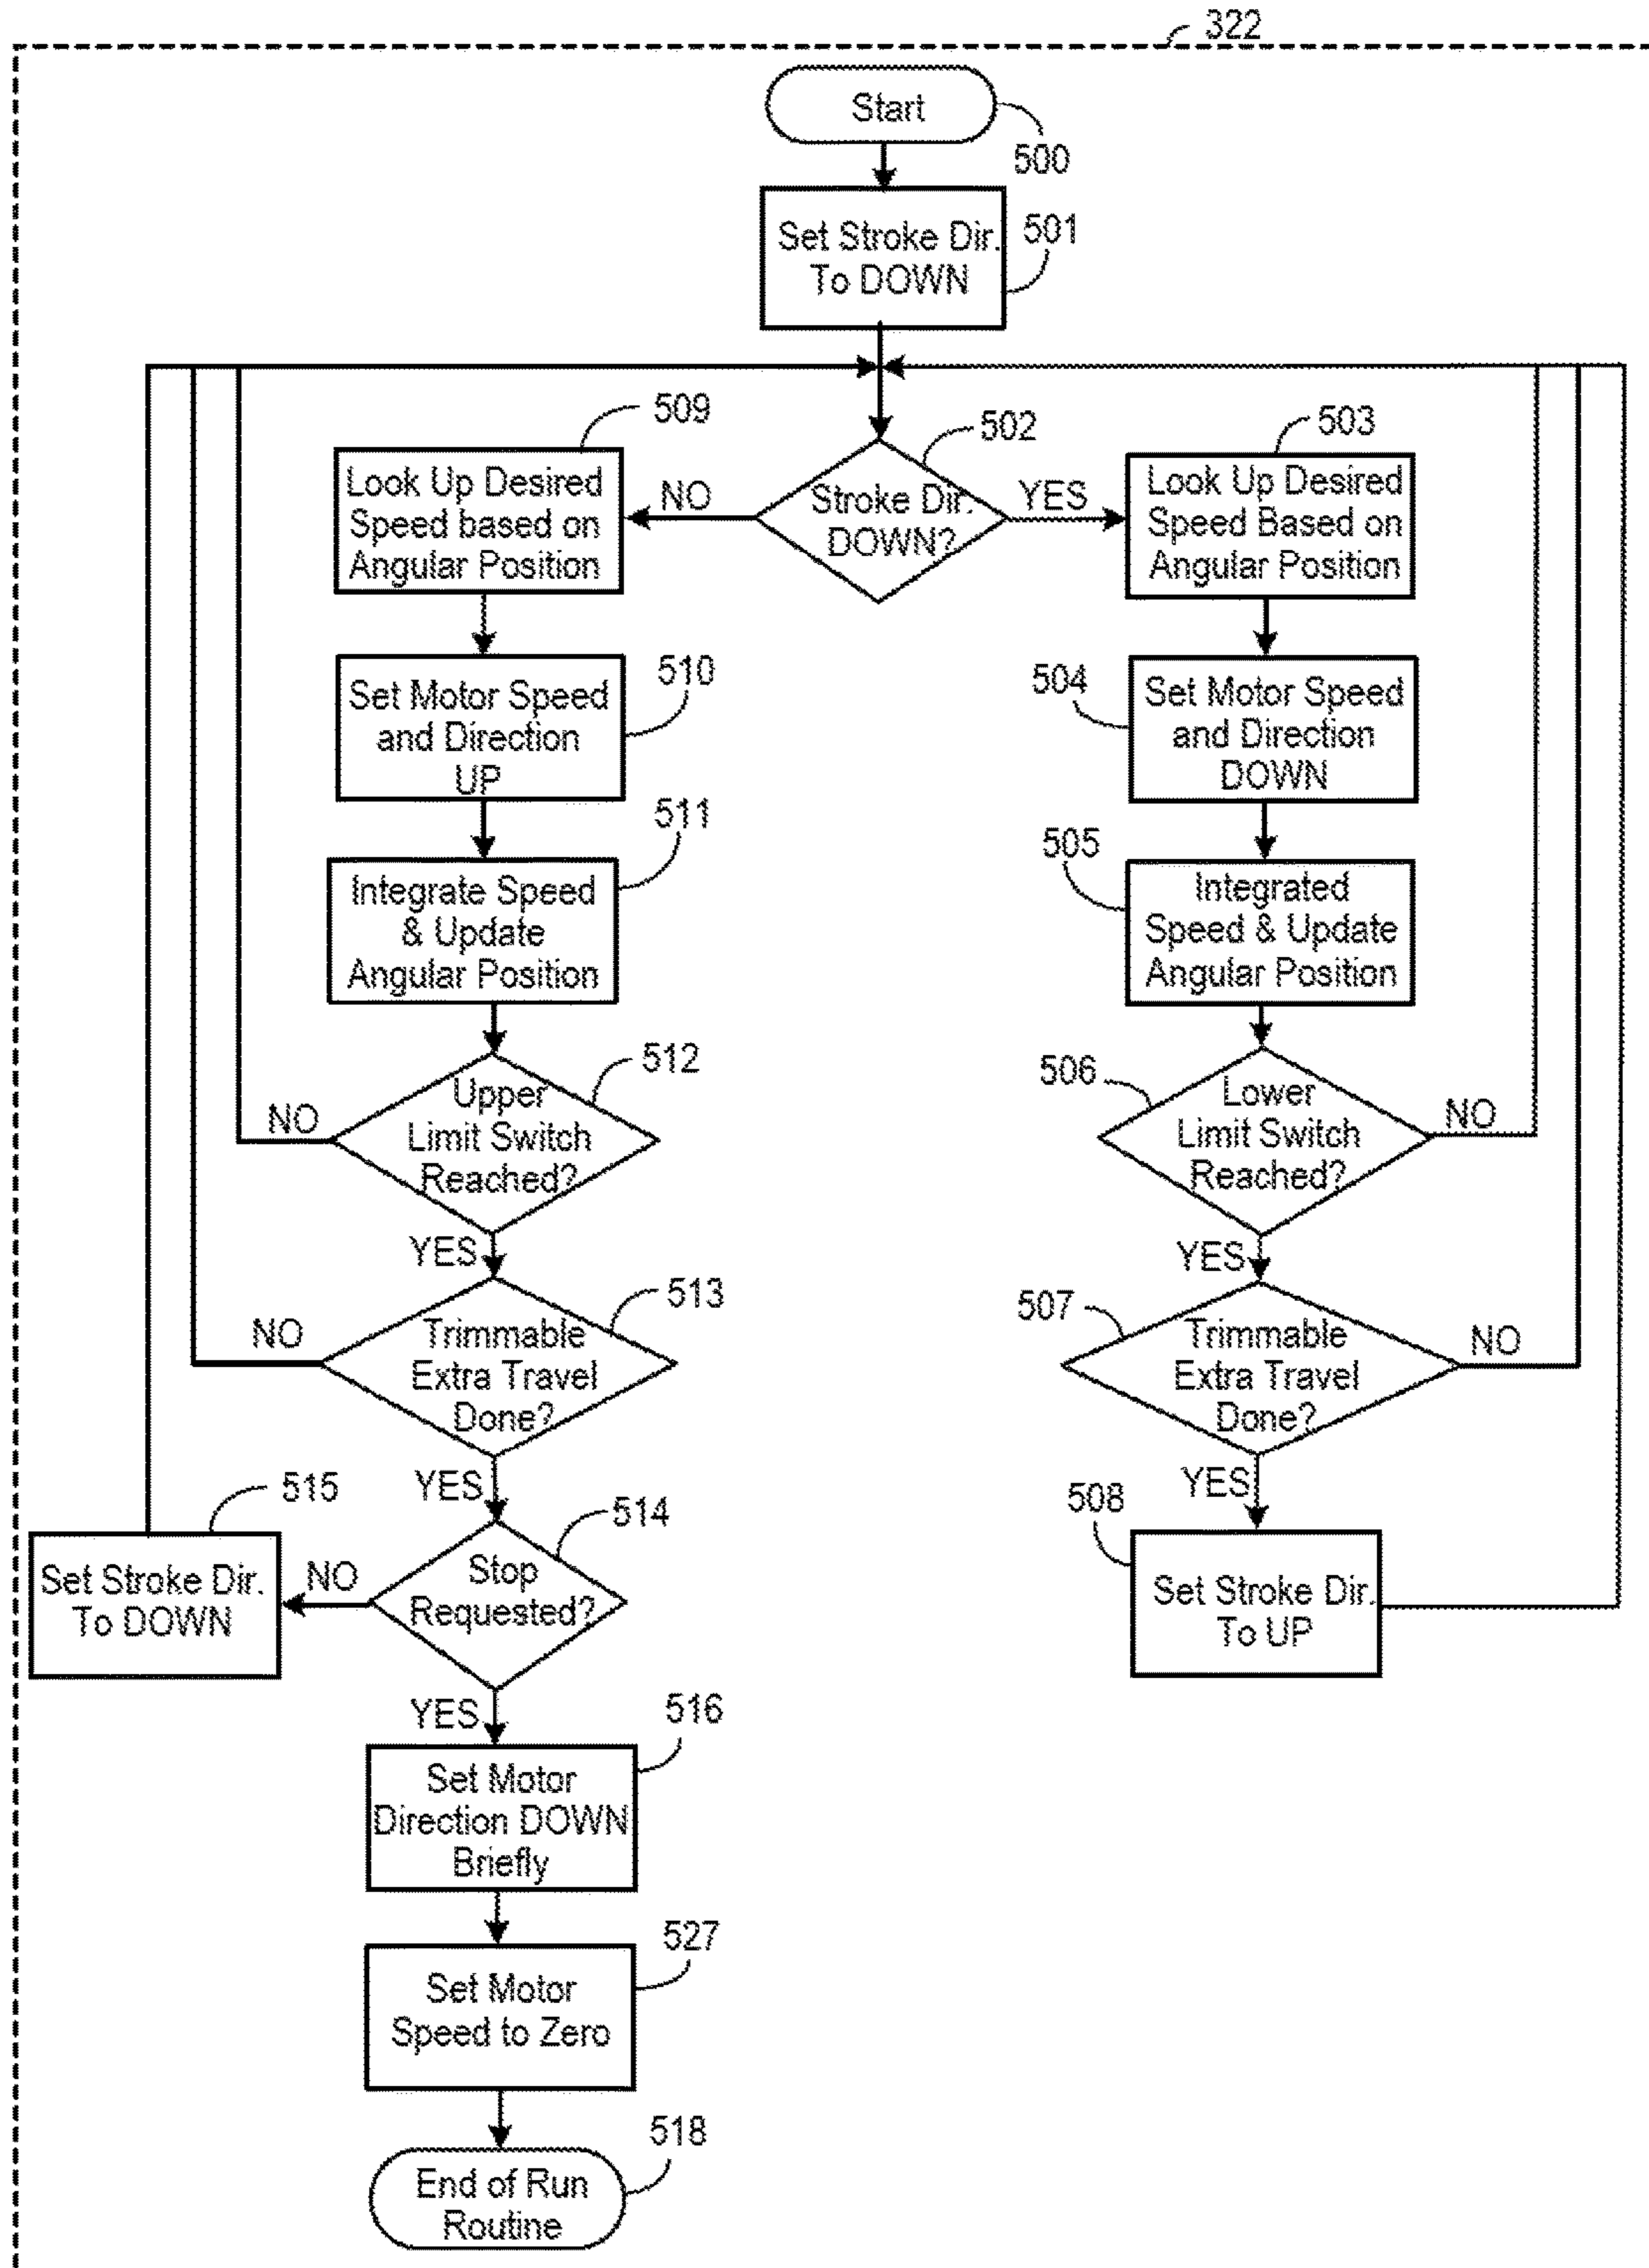 322
Start
500
Set Stroke Dir.
To DOWN
501
502
Stroke Dir.
DOWN?
NO
YES
509
Look Up Desired
Speed based on
Angular Position
510
Set Motor Speed
and Direction
UP
511
Integrate Speed
& Update
Angular Position
512
Upper
Limit Switch
Reached?
NO
YES
513
Trimmable
Extra Travel
Done?
NO
YES
514
Stop
Requested?
NO
515
Set Stroke Dir.
To DOWN
YES
516
Set Motor
Direction DOWN
Briefly
527
Set Motor
Speed to Zero
518
End of Run
Routine
503
Look Up Desired
Speed Based on
Angular Position
504
Set Motor Speed
and Direction
DOWN
505
Integrated
Speed & Update
Angular Position
506
Lower
Limit Switch
Reached?
NO
YES
507
Trimmable
Extra Travel
Done?
NO
YES
508
Set Stroke Dir.
To UP